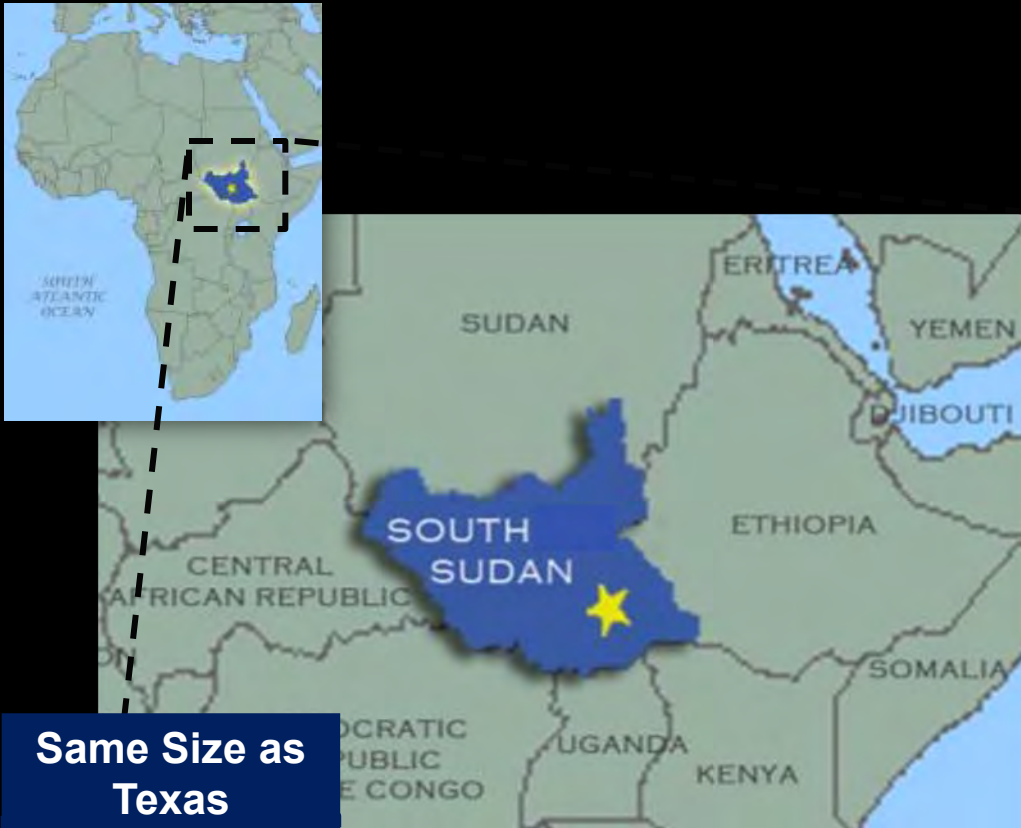 SOUTH
ATLANTIC
OCEAN
ERITREA
SUDAN
YEMEN
DJIBOUTI
SOUTH
SUDAN
ETHIOPIA
CENTRAL
AFRICAN REPUBLIC
ON
SOMALIA
OCRATIC
PUBLIC
E CONGO
UGANDA
KENYA
Same Size as
Texas